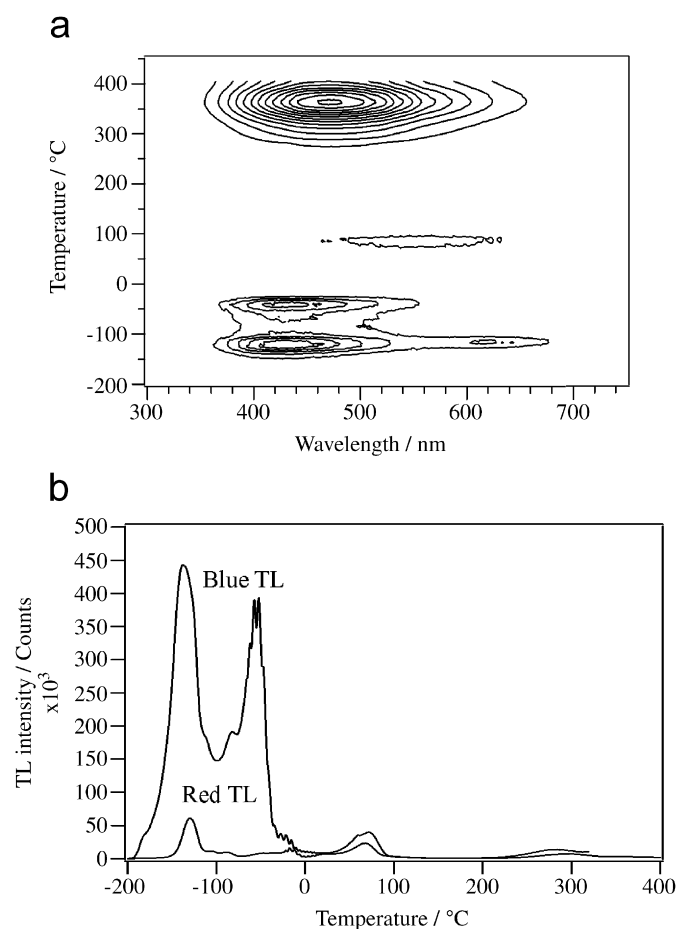 a
400
300
200
100
0
-100
-200
Temperature / °C
300 400 500 600 700
Wavelength / nm
b
500
450
400
350
300
250
200
150
100
50
0
TL intensity / Counts
x10³
Blue TL
Red TL
-200 -100 0 100 200 300 400
Temperature / °C